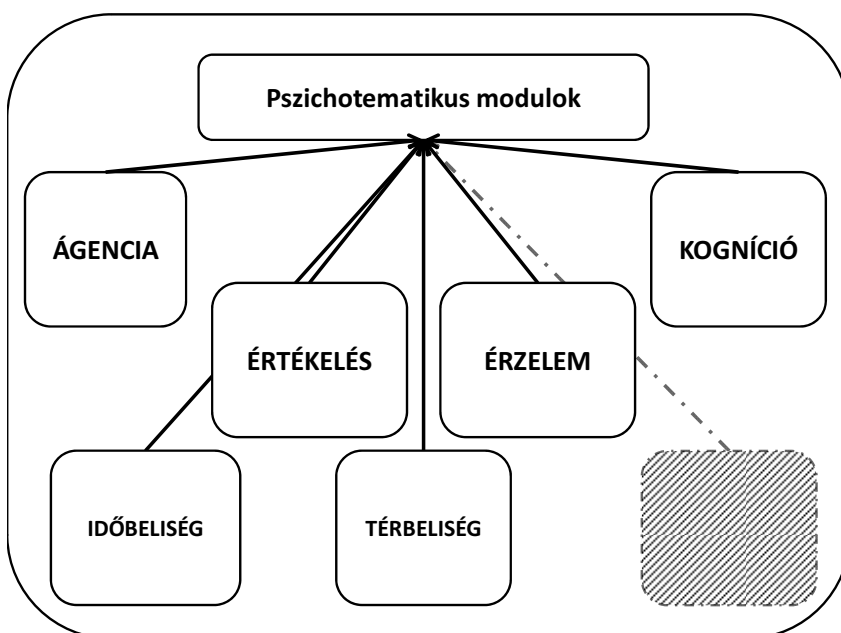 Pszichotematikus modulok
ÁGENCIA
KOGNÍCIÓ
ÉRTÉKELÉS
ÉRZELEM
IDŐBELISÉG
TÉRBELISÉG